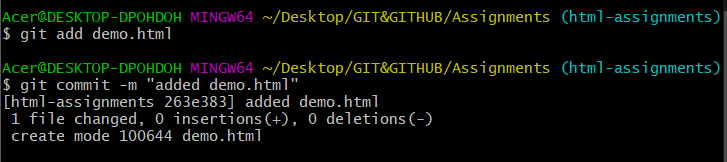 Acer@DESKTOP-DPOHDOH MINGW64 ~/Desktop/GIT&GITHUB/Assignments (html-assignments)
$ git add demo.html
Acer@DESKTOP-DPOHDOH MINGW64 ~/Desktop/GIT&GITHUB/Assignments (html-assignments)
$ git commit -m "added demo.html"
[html-assignments 263e383] added demo.html
 1 file changed, 0 insertions(+), 0 deletions(-)
 create mode 100644 demo.html